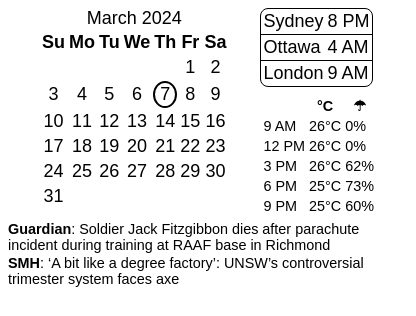 March 2024
Su Mo Tu We Th Fr Sa
1 2
3 4 5 6 7 8 9
10 11 12 13 14 15 16
17 18 19 20 21 22 23
24 25 26 27 28 29 30
31
Sydney 8 PM
Ottawa 4 AM
London 9 AM
°C ☂
9 AM 26°C 0%
12 PM 26°C 0%
3 PM 26°C 62%
6 PM 25°C 73%
9 PM 25°C 60%
Guardian: Soldier Jack Fitzgibbon dies after parachute
incident during training at RAAF base in Richmond
SMH: ‘A bit like a degree factory’: UNSW’s controversial
trimester system faces axe